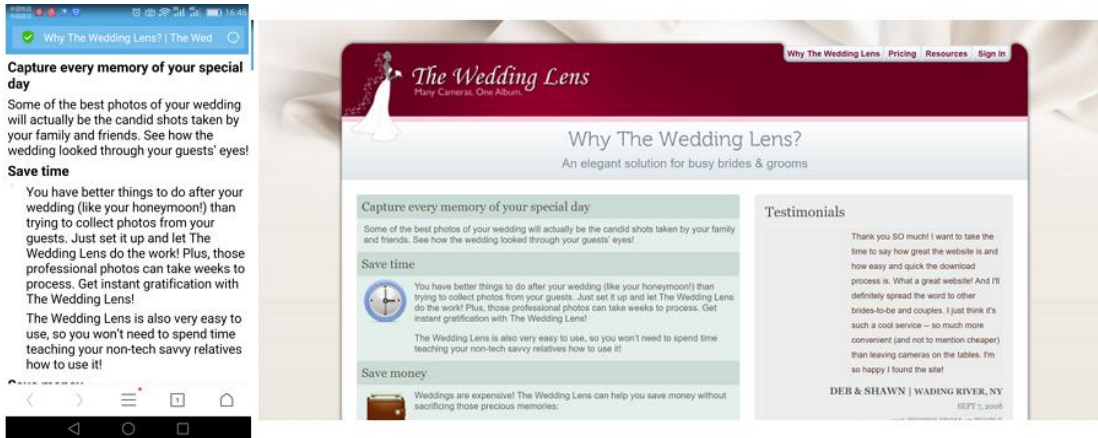 16:46
Why The Wedding Lens? | The Wed
Capture every memory of your special
day
Some of the best photos of your wedding
will actually be the candid shots taken by
your family and friends. See how the
wedding looked through your guests' eyes!
Save time
You have better things to do after your
wedding (like your honeymoon!) than
trying to collect photos from your
guests. Just set it up and let The
Wedding Lens do the work! Plus, those
professional photos can take weeks to
process. Get instant gratification with
The Wedding Lens!
The Wedding Lens is also very easy to
use, so you won't need to spend time
teaching your non-tech savvy relatives
how to use it!
Save money
1
Why The Wedding Lens Pricing Resources Sign In
The Wedding Lens
Many Cameras. One Album.
Why The Wedding Lens?
An elegant solution for busy brides & grooms
Capture every memory of your special day
Some of the best photos of your wedding will actually be the candid shots taken by your family
and friends. See how the wedding looked through your guests' eyes!
Save time
You have better things to do after your wedding (like your honeymoon!) than
trying to collect photos from your guests. Just set it up and let The Wedding Lens
do the work! Plus, those professional photos can take weeks to process. Get
instant gratification with The Wedding Lens!
The Wedding Lens is also very easy to use, so you won't need to spend time
teaching your non-tech savvy relatives how to use it!
Save money
Weddings are expensive! The Wedding Lens can help you save money without
sacrificing those precious memories:
Testimonials
Thank you SO much! I want to take the
time to say how great the website is and
how easy and quick the download
process is. What a great website! And I'll
definitely spread the word to other
brides-to-be and couples. I just think it's
such a cool service -- so much more
convenient (and not to mention cheaper)
than leaving cameras on the tables. I'm
so happy I found the site!
DEB & SHAWN | WADING RIVER, NY
SEPT 7, 2008